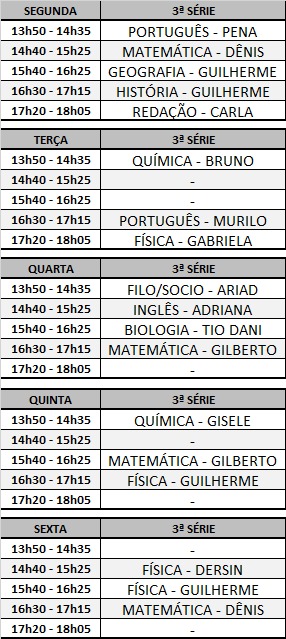 SEGUNDA 3ª SÉRIE
13h50 - 14h35 PORTUGUÊS - PENA
14h40 - 15h25 MATEMÁTICA - DÊNIS
15h40 - 16h25 GEOGRAFIA - GUILHERME
16h30 - 17h15 HISTÓRIA - GUILHERME
17h20 - 18h05 REDAÇÃO - CARLA
TERÇA 3ª SÉRIE
13h50 - 14h35 QUÍMICA - BRUNO
14h40 - 15h25 -
15h40 - 16h25 -
16h30 - 17h15 PORTUGUÊS - MURILO
17h20 - 18h05 FÍSICA - GABRIELA
QUARTA 3ª SÉRIE
13h50 - 14h35 FILO/SOCIO - ARIAD
14h40 - 15h25 INGLÊS - ADRIANA
15h40 - 16h25 BIOLOGIA - TIO DANI
16h30 - 17h15 MATEMÁTICA - GILBERTO
17h20 - 18h05 -
QUINTA 3ª SÉRIE
13h50 - 14h35 QUÍMICA - GISELE
14h40 - 15h25 -
15h40 - 16h25 MATEMÁTICA - GILBERTO
16h30 - 17h15 FÍSICA - GUILHERME
17h20 - 18h05 -
SEXTA 3ª SÉRIE
13h50 - 14h35 -
14h40 - 15h25 FÍSICA - DERSIN
15h40 - 16h25 FÍSICA - GUILHERME
16h30 - 17h15 MATEMÁTICA - DÊNIS
17h20 - 18h05 -